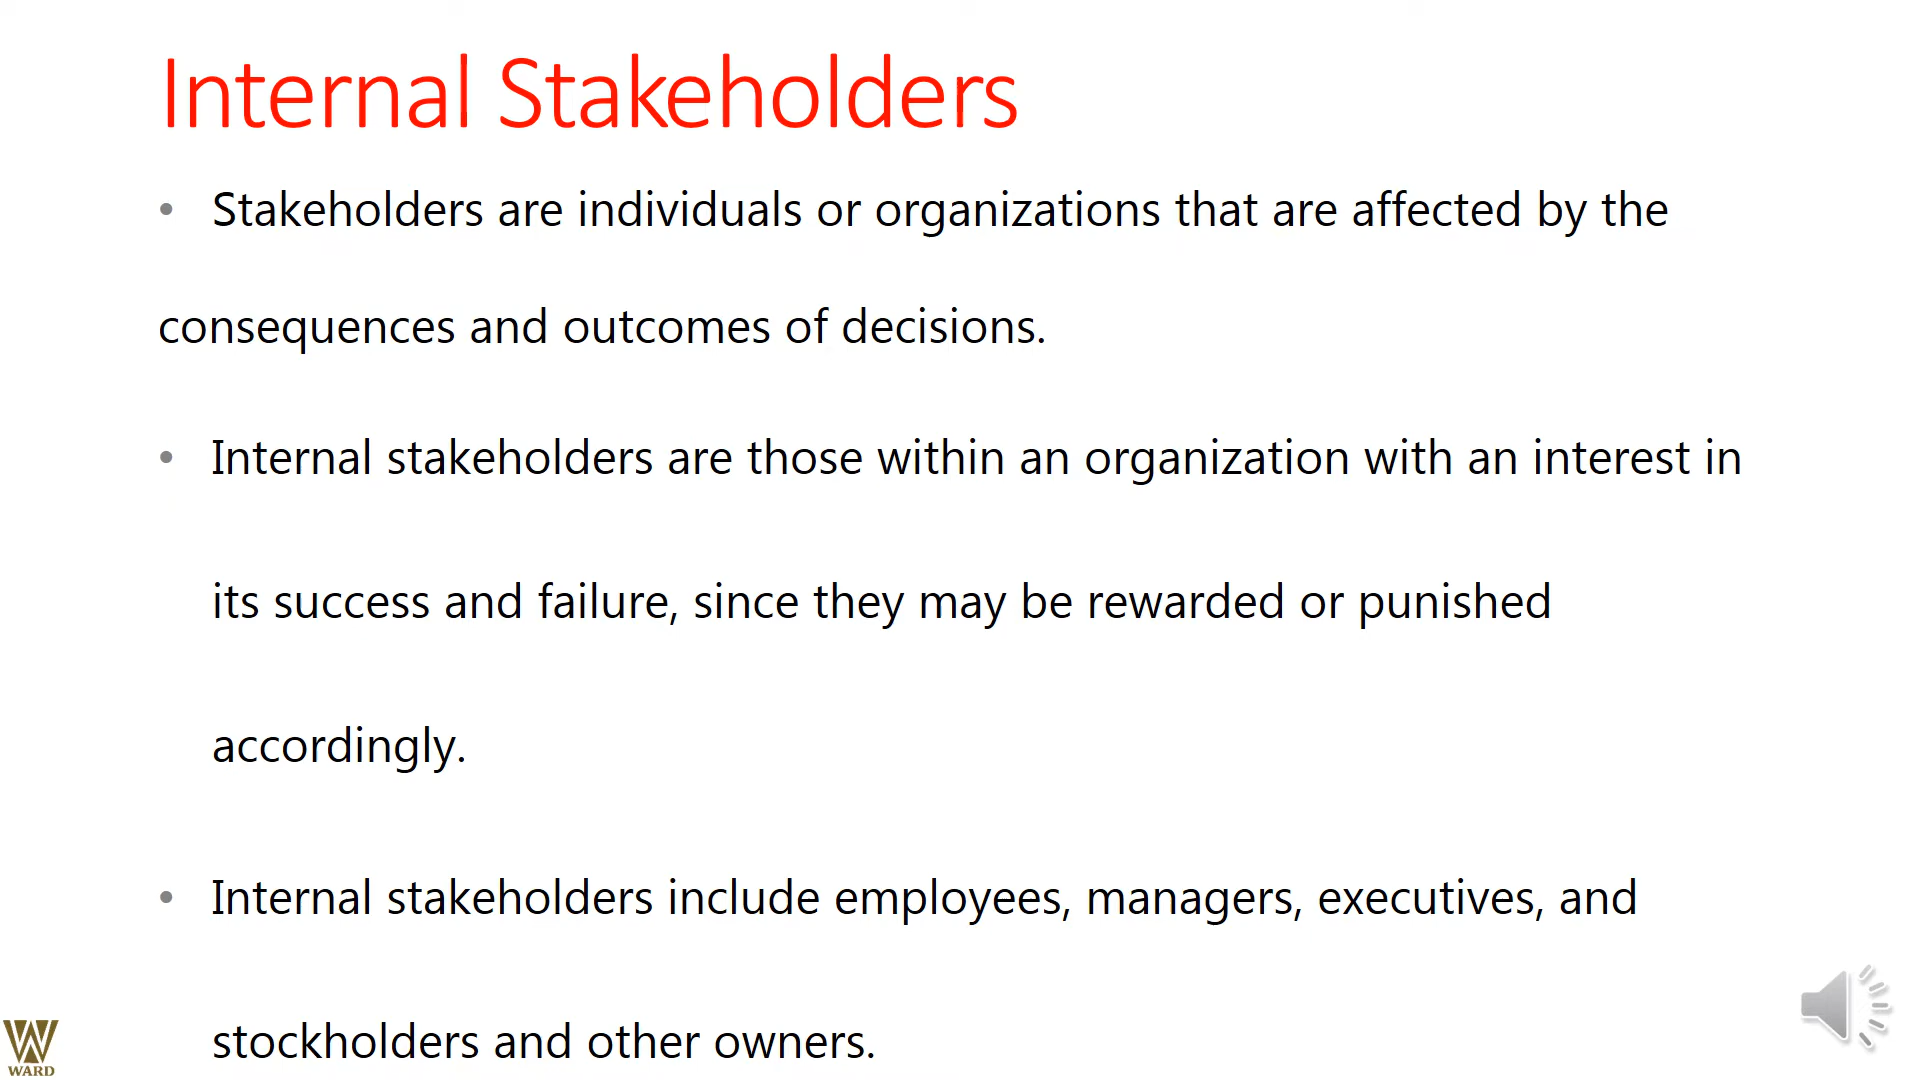 Internal Stakeholders
• Stakeholders are individuals or organizations that are affected by the
consequences and outcomes of decisions.
• Internal stakeholders are those within an organization with an interest in
its success and failure, since they may be rewarded or punished
accordingly.
• Internal stakeholders include employees, managers, executives, and
stockholders and other owners.
WARD